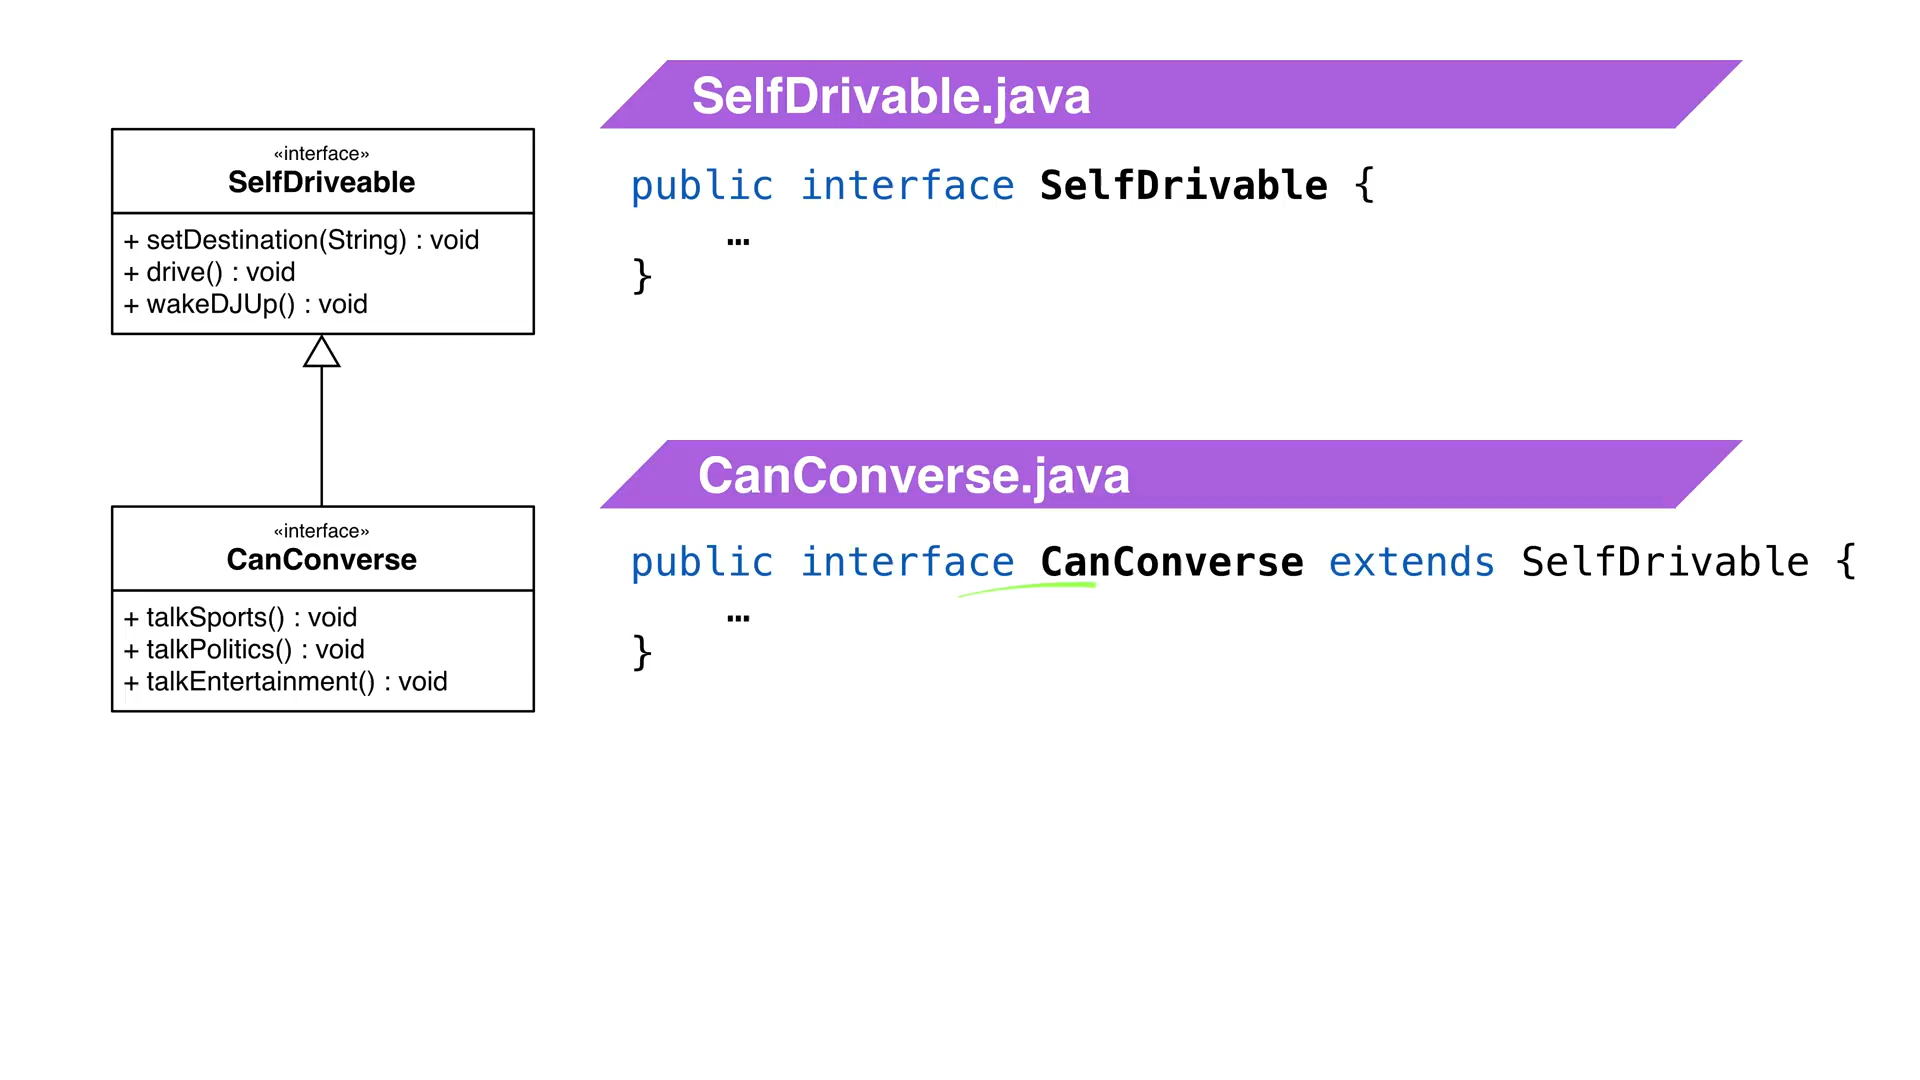 «interface»
SelfDriveable
+ setDestination(String) : void
+ drive() : void
+ wakeDJUp() : void
«interface»
CanConverse
+ talkSports() : void
+ talkPolitics() : void
+ talkEntertainment() : void
SelfDrivable.java
public interface SelfDrivable {
…
}
CanConverse.java
public interface CanConverse extends SelfDrivable {
…
}